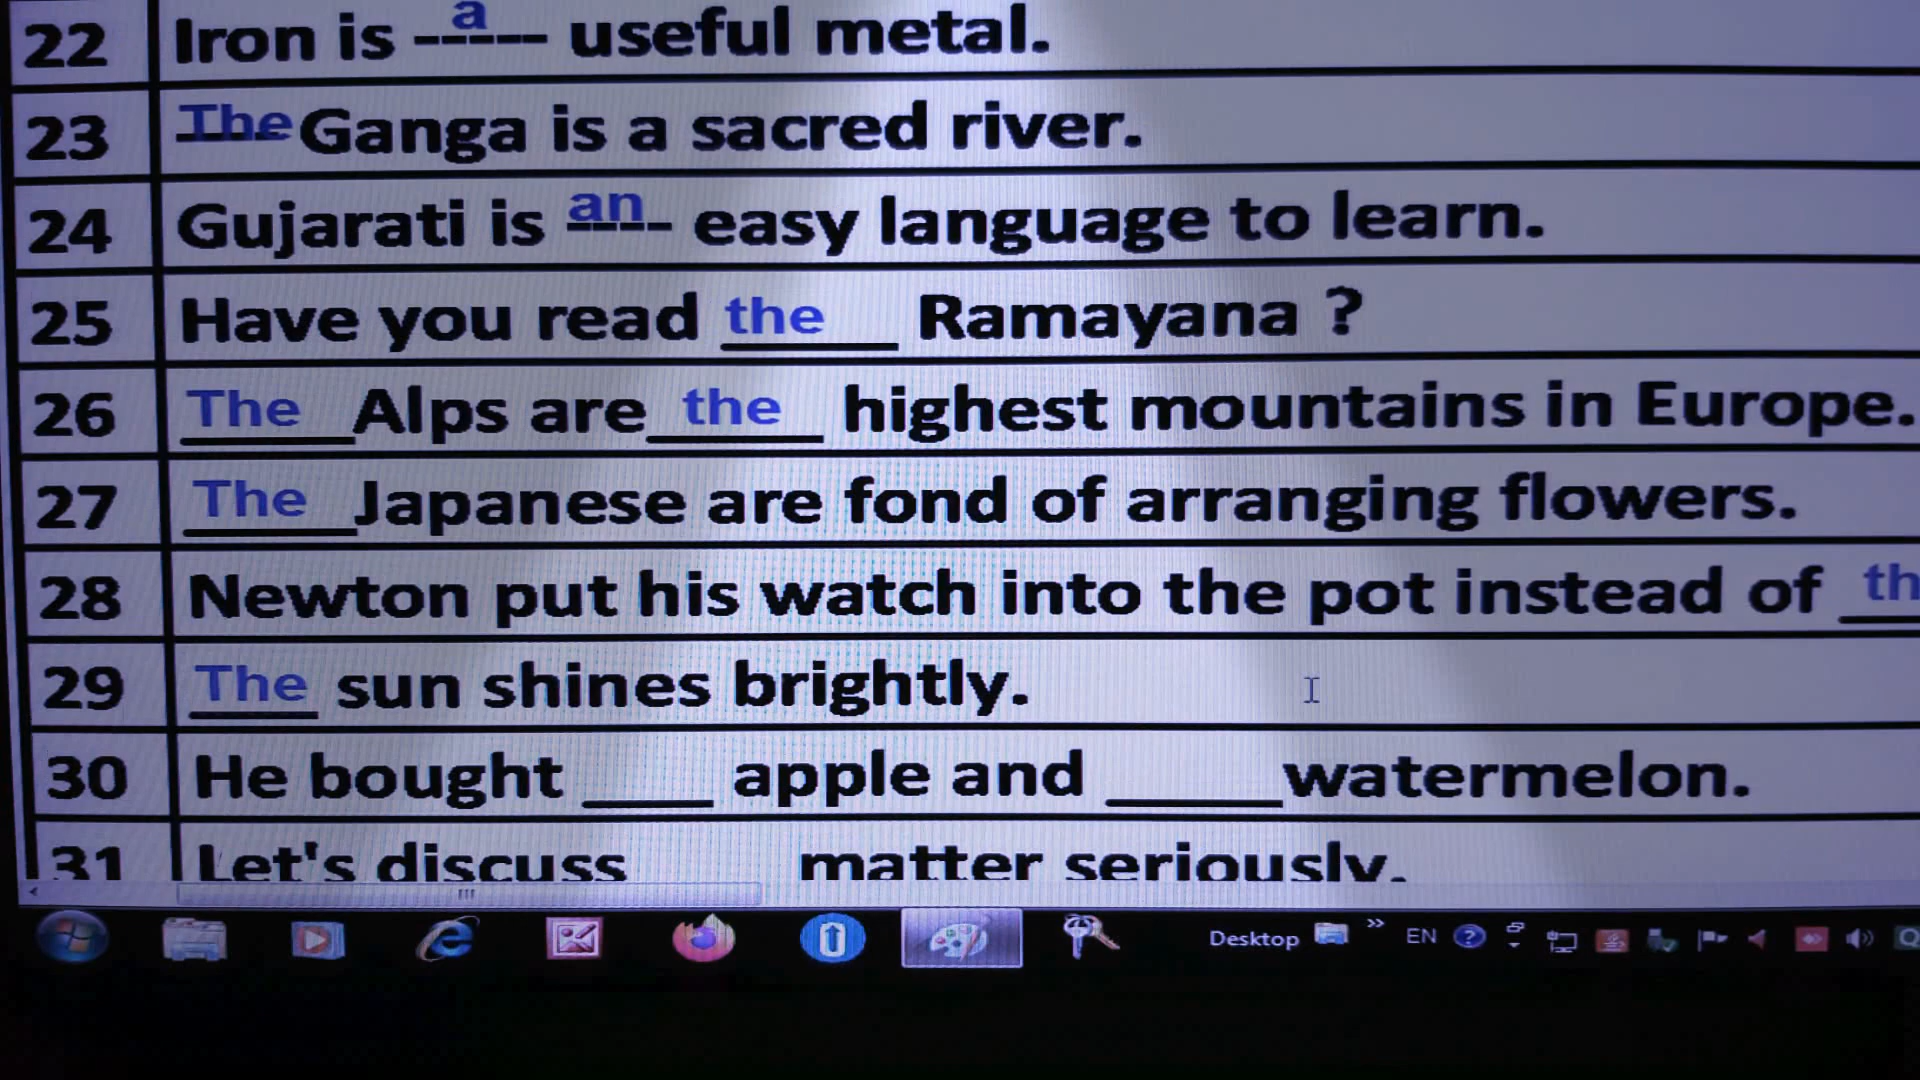 22 Iron is a useful metal.
23 The Ganga is a sacred river.
24 Gujarati is an easy language to learn.
25 Have you read the Ramayana ?
26 The Alps are the highest mountains in Europe.
27 The Japanese are fond of arranging flowers.
28 Newton put his watch into the pot instead of
29 The sun shines brightly.
30 He bought ____ apple and _____ watermelon.
31 Let's discuss matter seriously.
Desktop EN